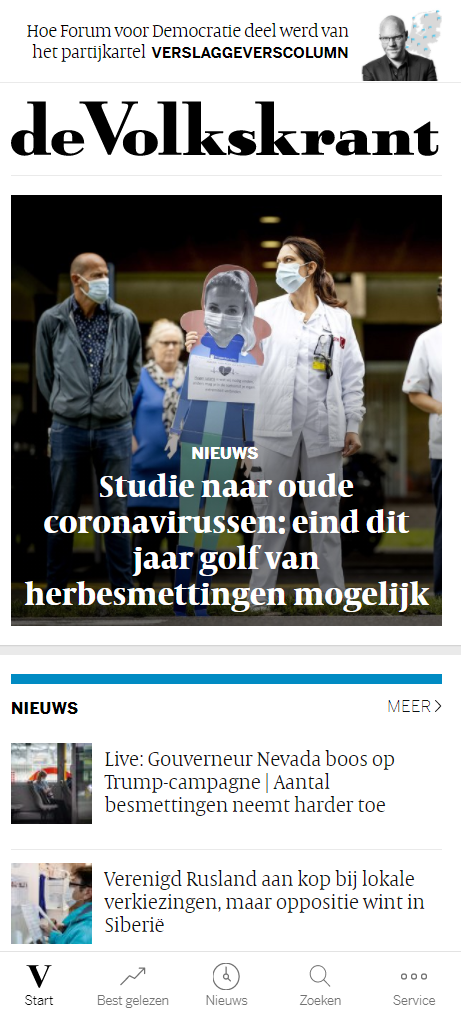 Hoe Forum voor Democratie deel werd van
het partijkartel VERSLAGGEVERSCOLUMN
de Volkskrant
NIEUWS
Studie naar oude
coronavirussen: eind dit
jaar golf van
herbesmettingen mogelijk
NIEUWS
MEER
Live: Gouverneur Nevada boos op
Trump-campagne | Aantal
besmettingen neemt harder toe
Verenigd Rusland aan kop bij lokale
verkiezingen, maar oppositie wint in
Siberië
V
Start
Best gelezen
Nieuws
Zoeken
Service